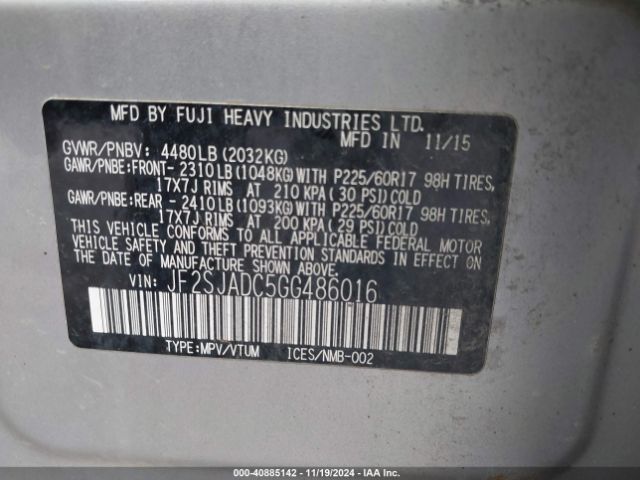 MFD BY FUJI HEAVY INDUSTRIES LTD.
MFD IN 11/15
GVWR/PNBV: 4480LB (2032KG)
GAWR/PNBE:FRONT- 2310LB (1048KG) WITH P225/60R17 98H TIRES,
17X7J RIMS AT 210 KPA (30 PSI) COLD
GAWR/PNBE:REAR - 2410LB (1093KG) WITH P225/60R17 98H TIRES,
17X7J RIMS AT 200 KPA (29 PSI) COLD
THIS VEHICLE CONFORMS TO ALL APPLICABLE FEDERAL MOTOR
VEHICLE SAFETY AND THEFT PREVENTION STANDARDS IN EFFECT ON
THE DATE OF MANUFACTURE SHOWN ABOVE.
VIN: JF2SJADC5GG486016
TYPE:MPV/VTUM ICES/NMB-002
000-40885142 - 11/19/2024 - IAA Inc.